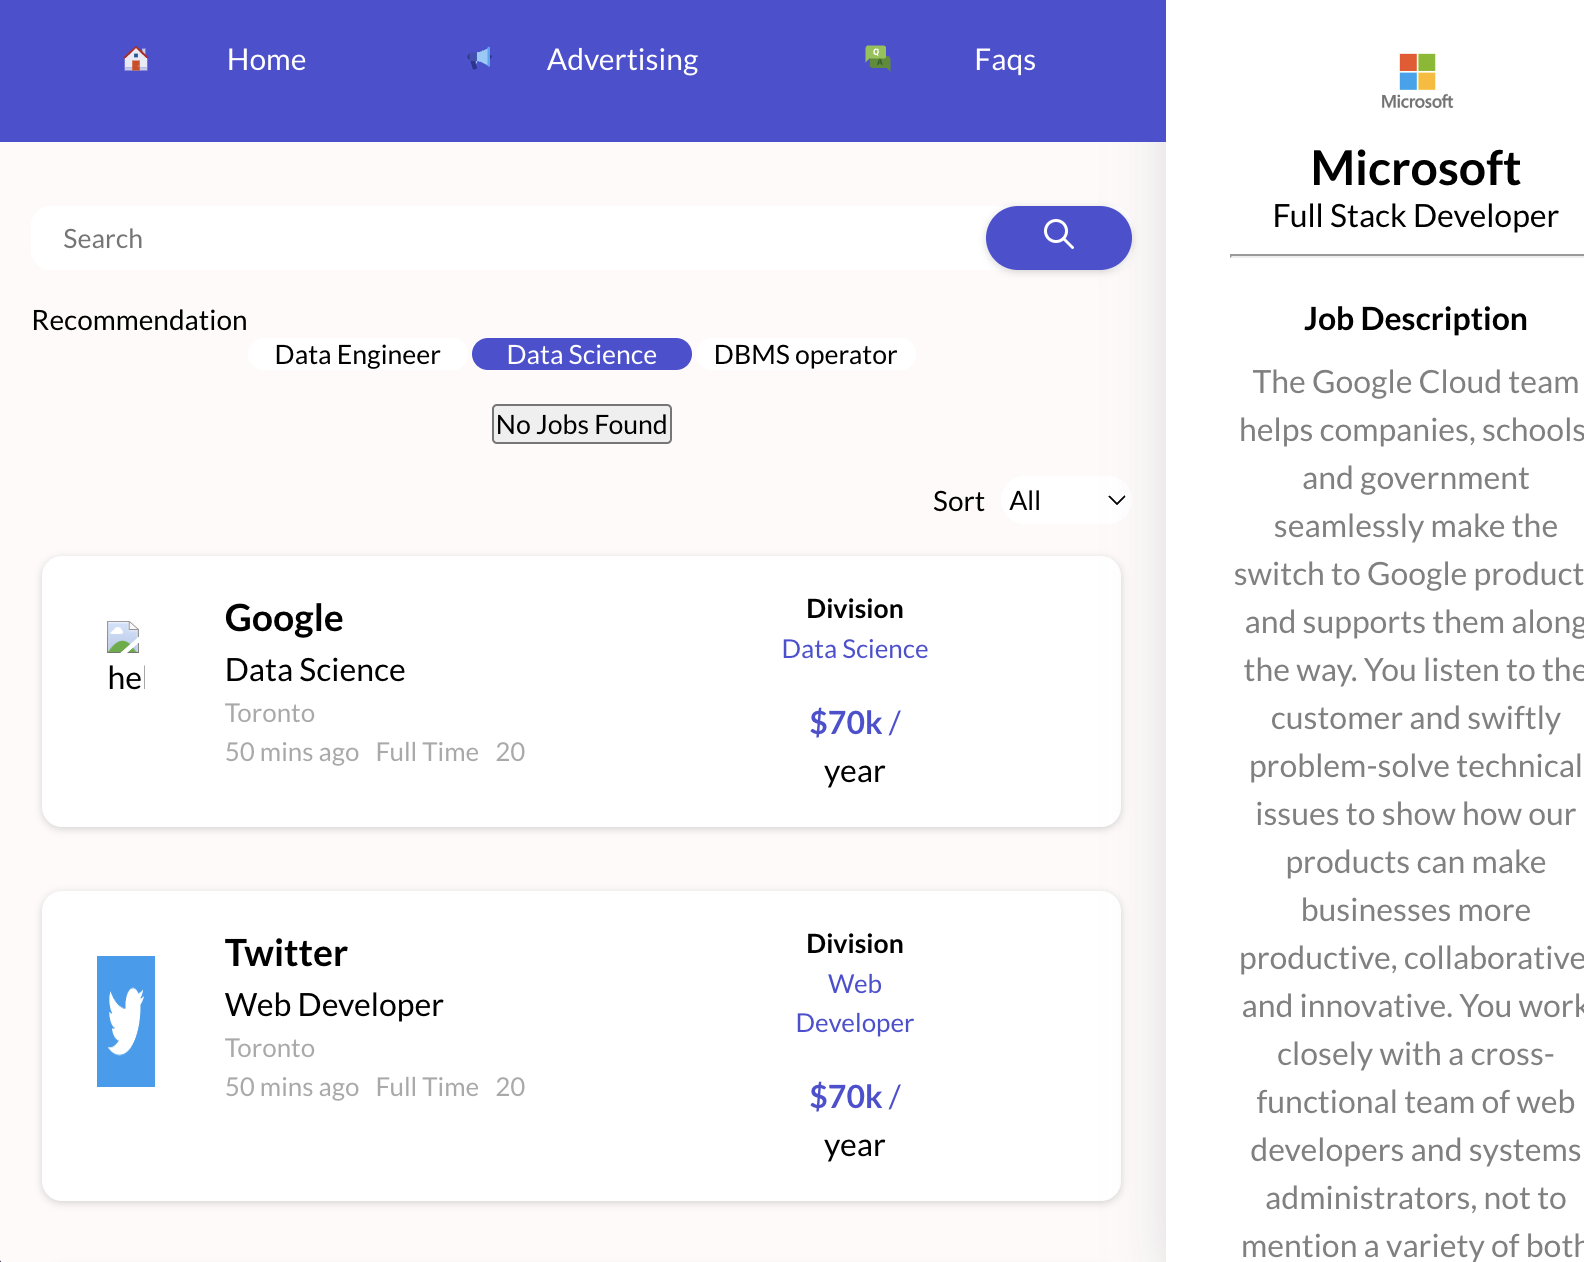 Home
Advertising
Faqs
Search
Recommendation
Data Engineer
Data Science
DBMS operator
No Jobs Found
Sort
All
Google
Data Science
Toronto
50 mins ago Full Time 20
Division
Data Science
$70k /
year
Twitter
Web Developer
Toronto
50 mins ago Full Time 20
Division
Web
Developer
$70k /
year
Microsoft
Microsoft
Full Stack Developer
Job Description
The Google Cloud team
helps companies, schools
and government
seamlessly make the
switch to Google product
and supports them along
the way. You listen to the
customer and swiftly
problem-solve technical
issues to show how our
products can make
businesses more
productive, collaborative
and innovative. You work
closely with a cross-
functional team of web
developers and systems
administrators, not to
mention a variety of both